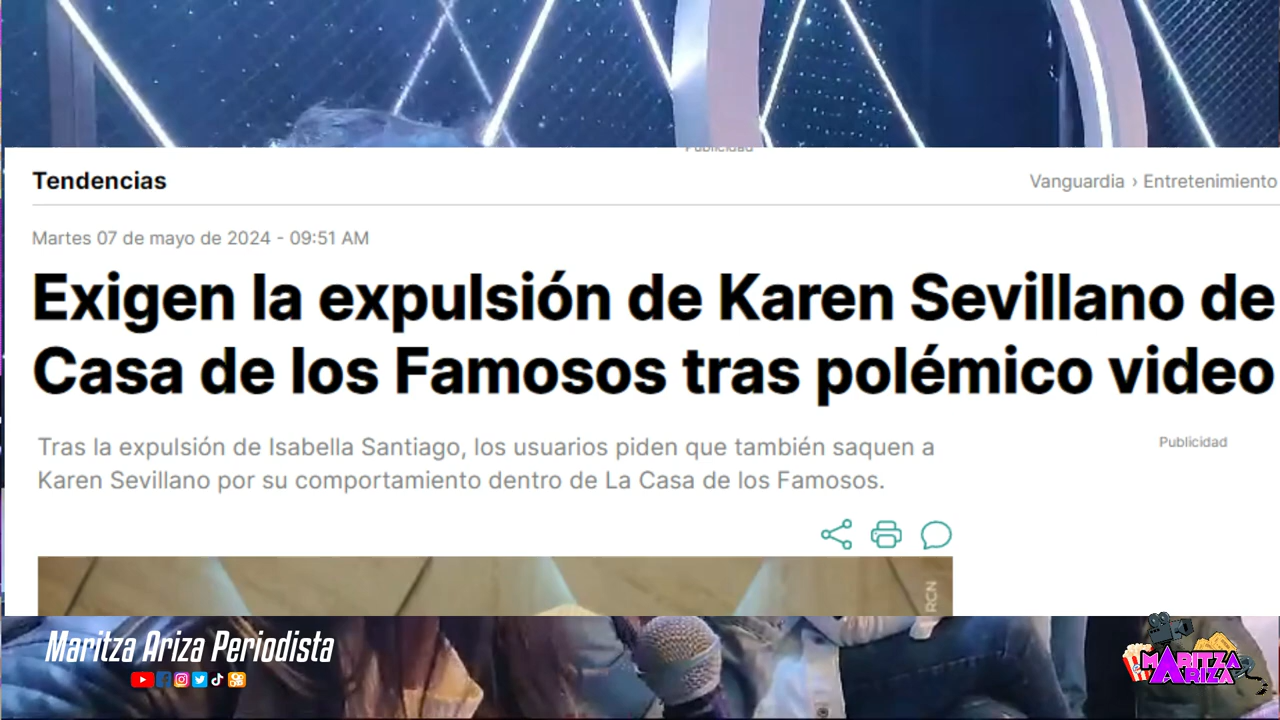 Publicidad
Tendencias
Vanguardia › Entretenimiento
Martes 07 de mayo de 2024 - 09:51 AM
Exigen la expulsión de Karen Sevillano de
Casa de los Famosos tras polémico video
Tras la expulsión de Isabella Santiago, los usuarios piden que también saquen a
Karen Sevillano por su comportamiento dentro de La Casa de los Famosos.
Publicidad
RCN
Maritza Ariza Periodista
MARITZA
ARIZA